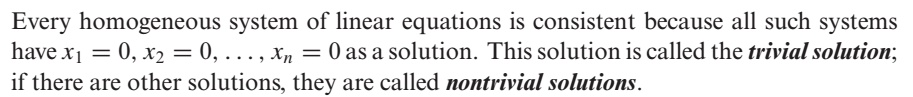 Every homogeneous system of linear equations is consistent because all such systems
have x₁ = 0, x₂ = 0, . . . , xₙ = 0 as a solution. This solution is called the trivial solution;
if there are other solutions, they are called nontrivial solutions.